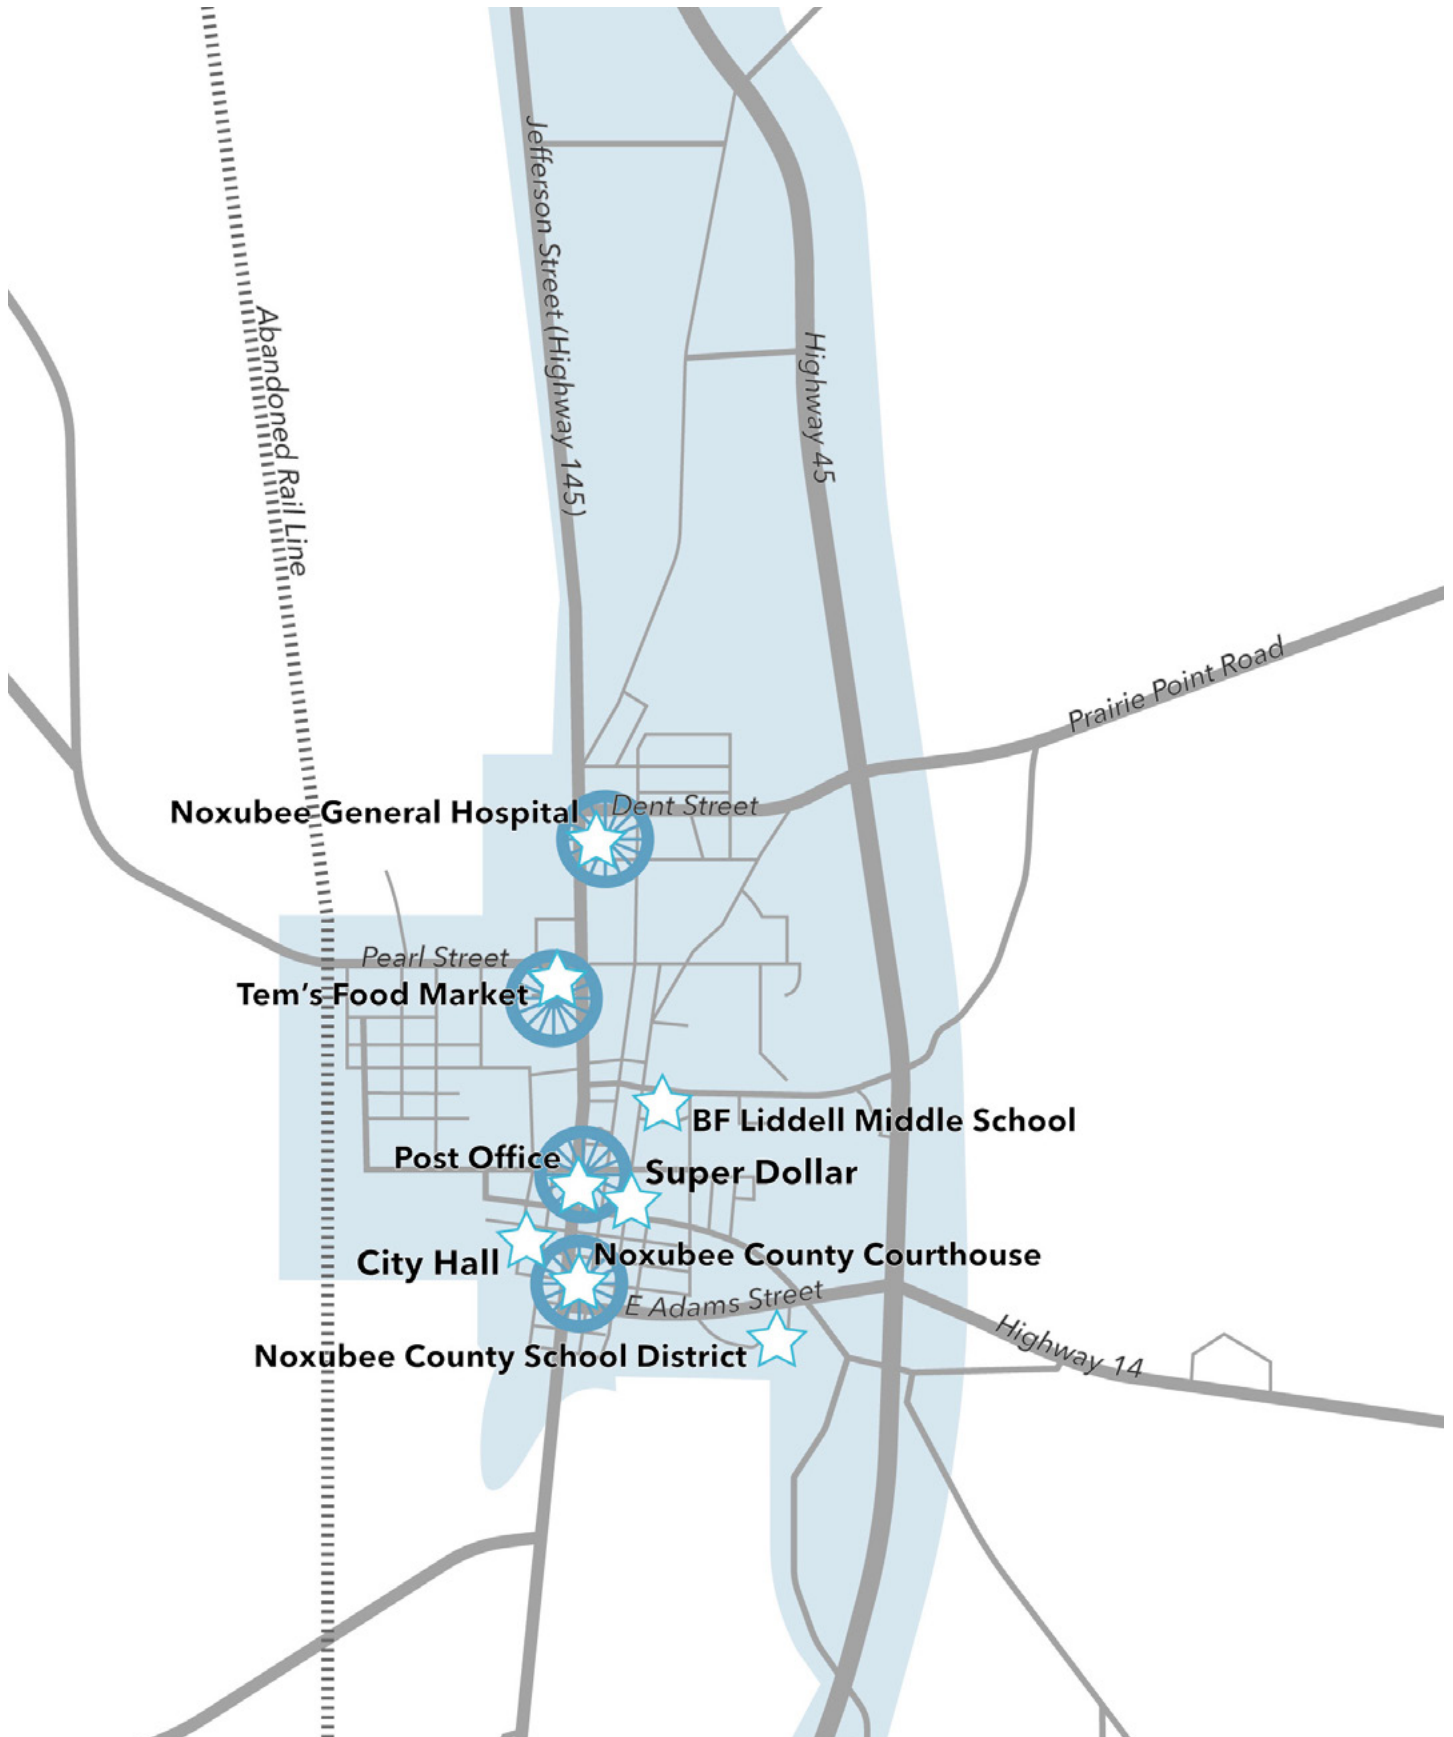 Jefferson Street (Highway 145)
Abandoned Rail Line
Highway 45
Prairie Point Road
Noxubee General Hospital
Dent Street
Pearl Street
Tem's Food Market
BF Liddell Middle School
Post Office
Super Dollar
City Hall
Noxubee County Courthouse
E Adams Street
Highway 14
Noxubee County School District